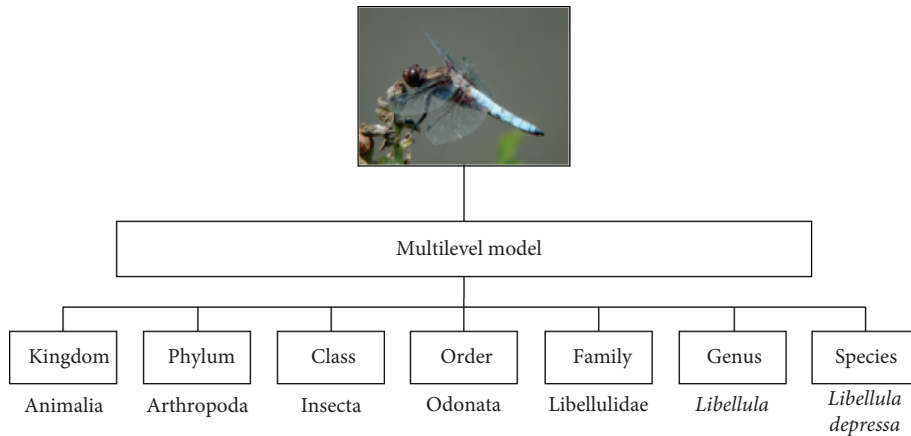 Multilevel model
Kingdom Phylum Class Order Family Genus Species
Animalia Arthropoda Insecta Odonata Libellulidae Libellula Libellula
depressa